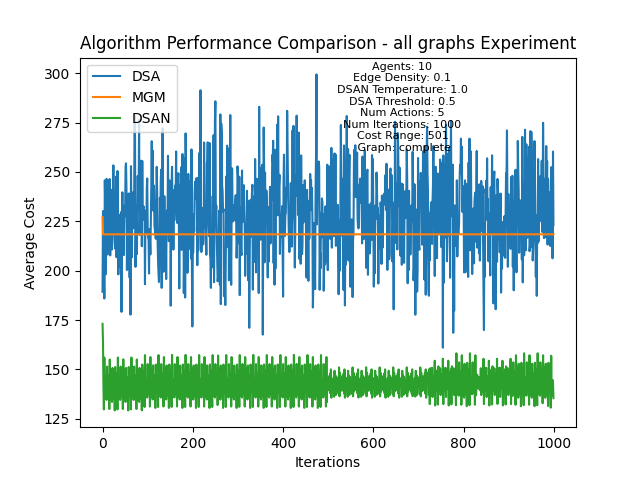 Algorithm Performance Comparison - all graphs Experiment
DSA
MGM
DSAN
Agents: 10
Edge Density: 0.1
DSAN Temperature: 1.0
DSA Threshold: 0.5
Num Actions: 5
Num Iterations: 1000
Cost Range: 501
Graph: complete
Average Cost
300
275
250
225
200
175
150
125
0
200
400
600
800
1000
Iterations